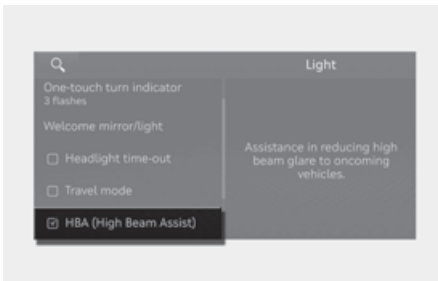 Light
One-touch turn indicator
3 flashes
Welcome mirror/light
Headlight time-out
Travel mode
HBA (High Beam Assist)
Assistance in reducing high
beam glare to oncoming
vehicles.